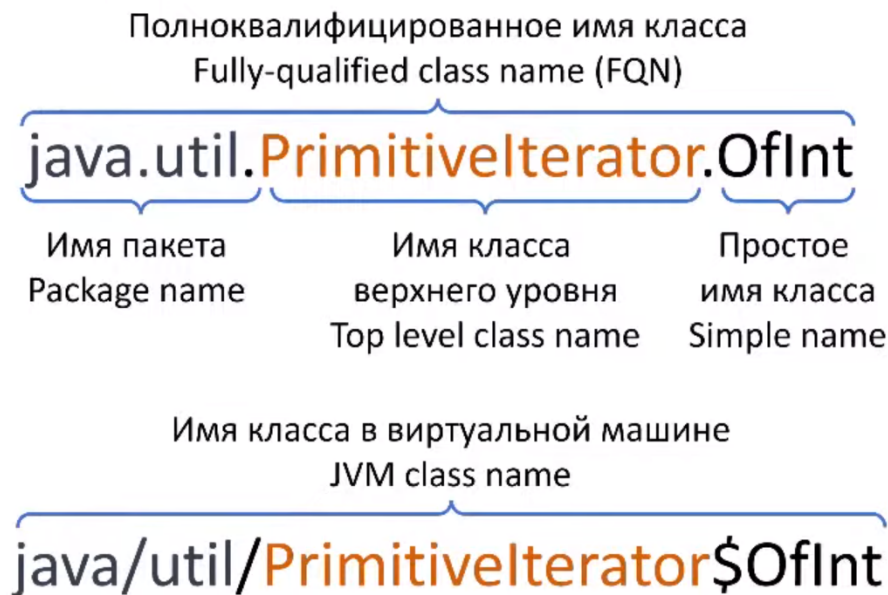 Полноквалифицированное имя класса
Fully-qualified class name (FQN)
java.util.PrimitiveIterator.OfInt
Имя пакета
Package name
Имя класса
верхнего уровня
Top level class name
Простое
имя класса
Simple name
Имя класса в виртуальной машине
JVM class name
java/util/PrimitiveIterator$OfInt